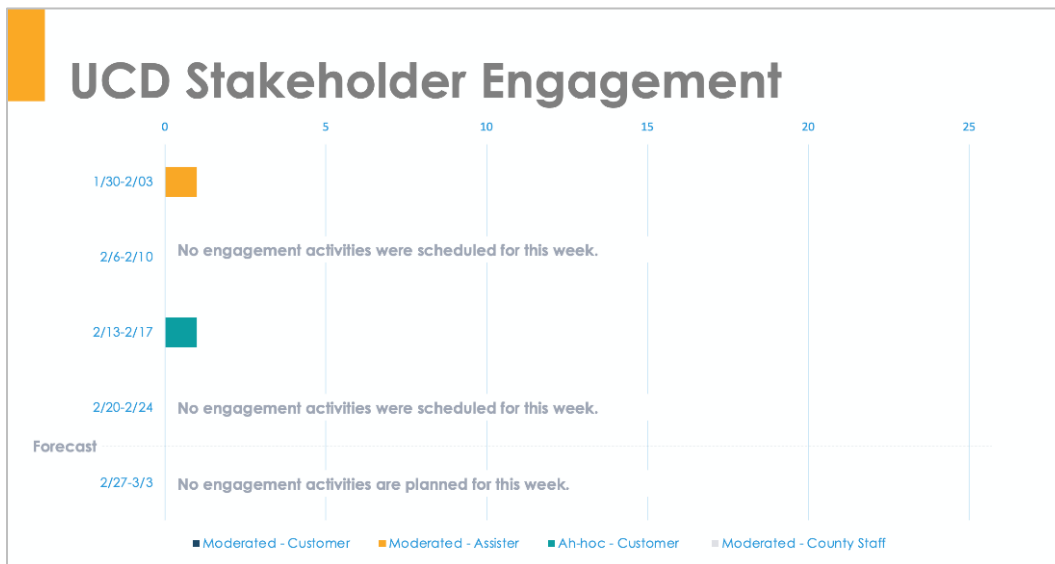 UCD Stakeholder Engagement
0 5 10 15 20 25
1/30-2/03
2/6-2/10 No engagement activities were scheduled for this week.
2/13-2/17
2/20-2/24 No engagement activities were scheduled for this week.
Forecast
2/27-3/3 No engagement activities are planned for this week.
Moderated - Customer Moderated - Assister Ah-hoc - Customer Moderated - County Staff